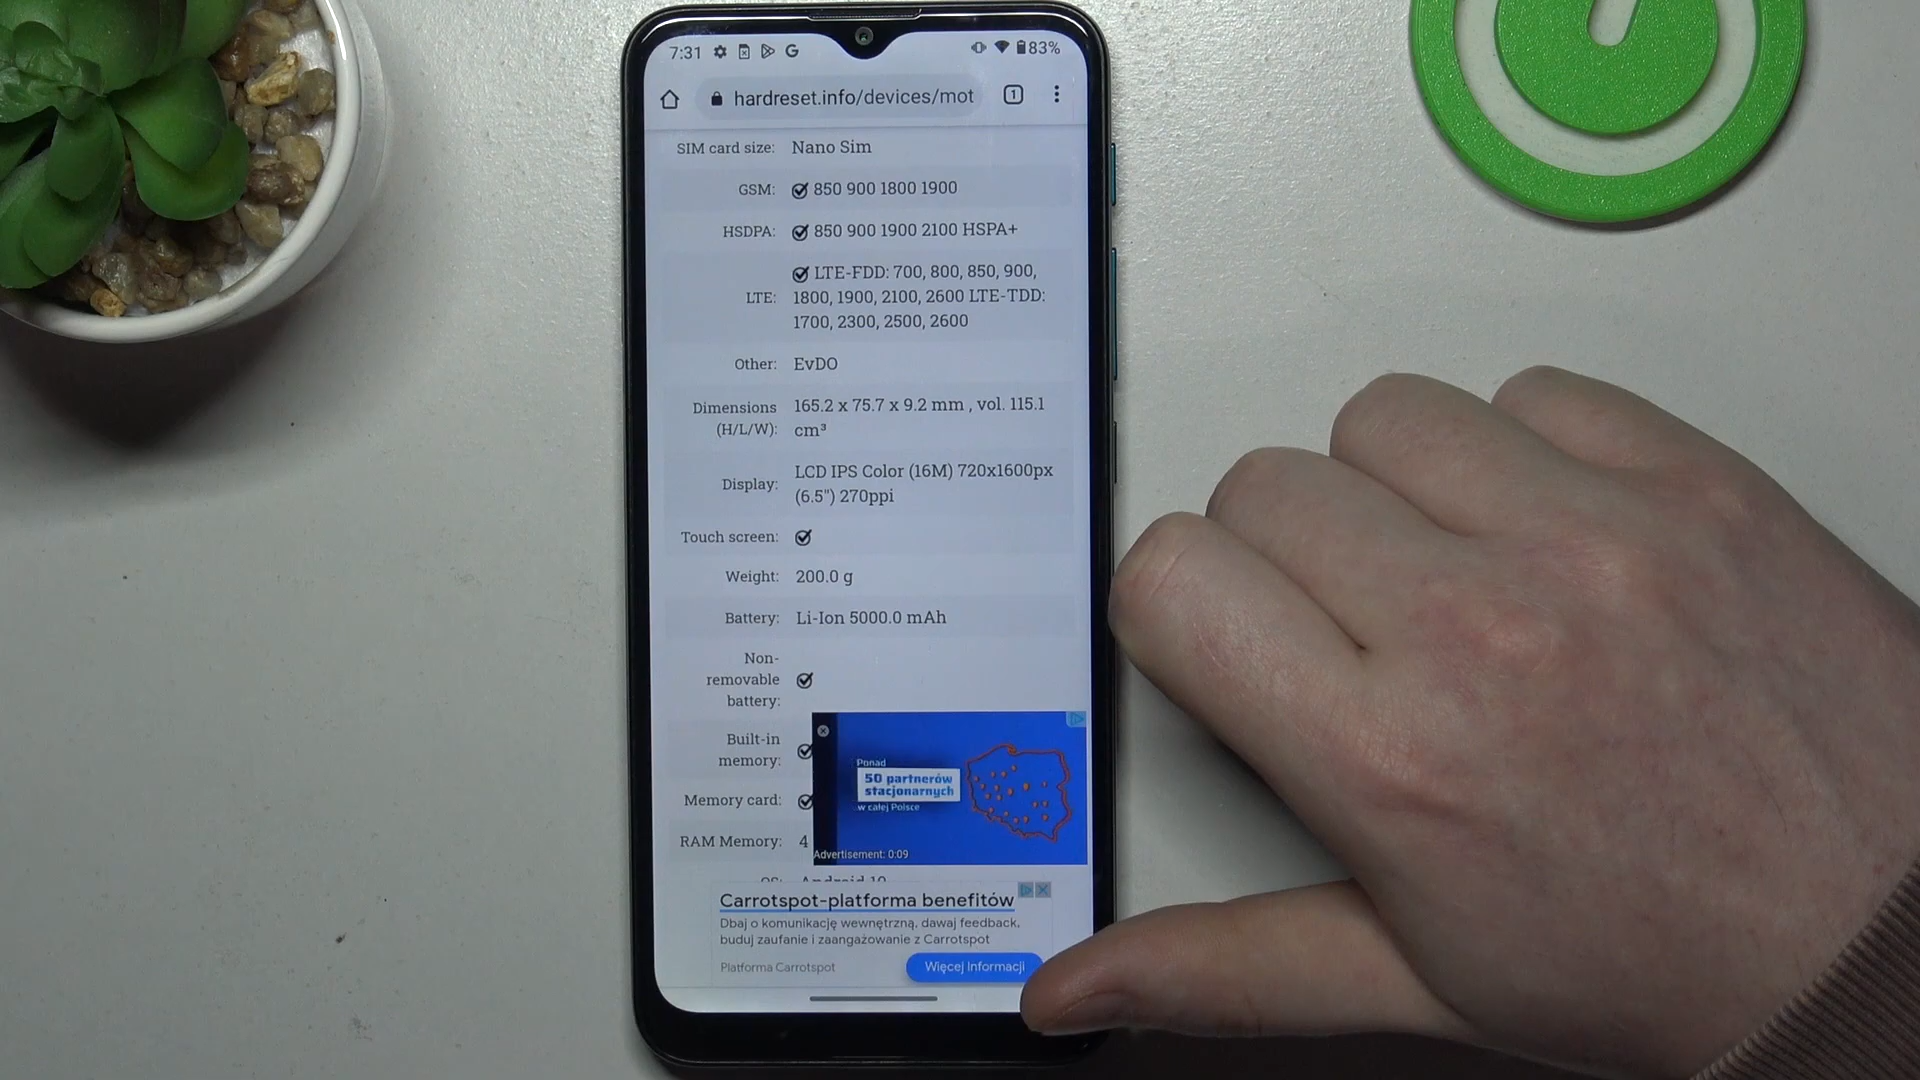 7:31 83%
hardreset.info/devices/mot 1
SIM card size: Nano Sim
GSM: 850 900 1800 1900
HSDPA: 850 900 1900 2100 HSPA+
LTE: LTE-FDD: 700, 800, 850, 900,
1800, 1900, 2100, 2600 LTE-TDD:
1700, 2300, 2500, 2600
Other: EvDO
Dimensions (H/L/W): 165.2 x 75.7 x 9.2 mm , vol. 115.1
cm³
Display: LCD IPS Color (16M) 720x1600px
(6.5") 270ppi
Touch screen:
Weight: 200.0 g
Battery: Li-Ion 5000.0 mAh
Non-
removable
battery:
Built-in
memory:
Memory card:
RAM Memory: 4
OS: Android 10
Ponad
50 partnerów
stacjonarnych
w całej Polsce
Advertisement: 0:09
Carrotspot-platforma benefitów
Dbaj o komunikację wewnętrzną, dawaj feedback,
buduj zaufanie i zaangażowanie z Carrotspot
Platforma Carrotspot Więcej Informacji